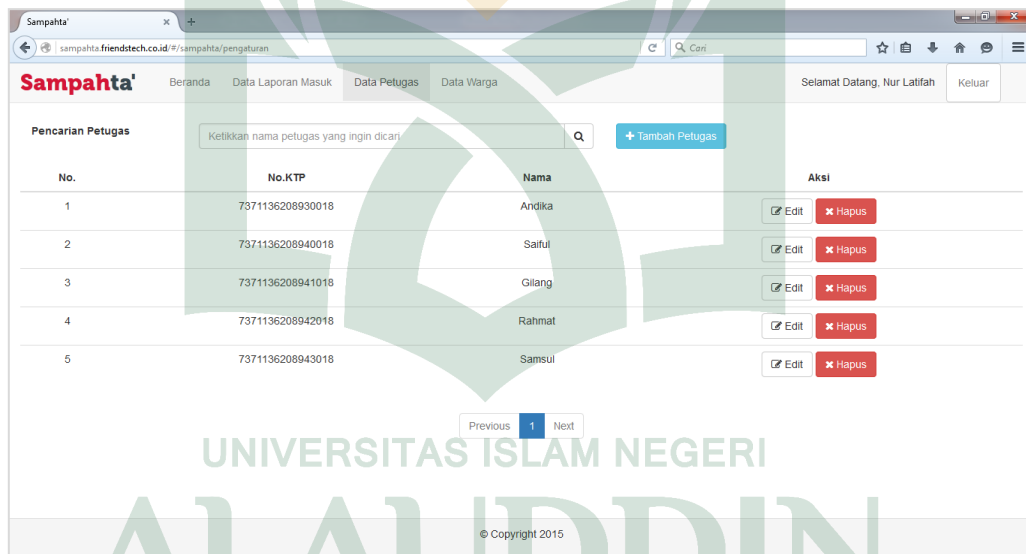 Sampahta'
sampahta.friendstech.co.id/#/sampahta/pengaturan
Cari
Sampahta' Beranda Data Laporan Masuk Data Petugas Data Warga Selamat Datang, Nur Latifah Keluar
Pencarian Petugas Ketikkan nama petugas yang ingin dicari Tambah Petugas
No. No.KTP Nama Aksi
1 7371136208930018 Andika Edit Hapus
2 7371136208940018 Saiful Edit Hapus
3 7371136208941018 Gilang Edit Hapus
4 7371136208942018 Rahmat Edit Hapus
5 7371136208943018 Samsul Edit Hapus
Previous 1 Next
UNIVERSITAS ISLAM NEGERI
ALAUDDIN
© Copyright 2015